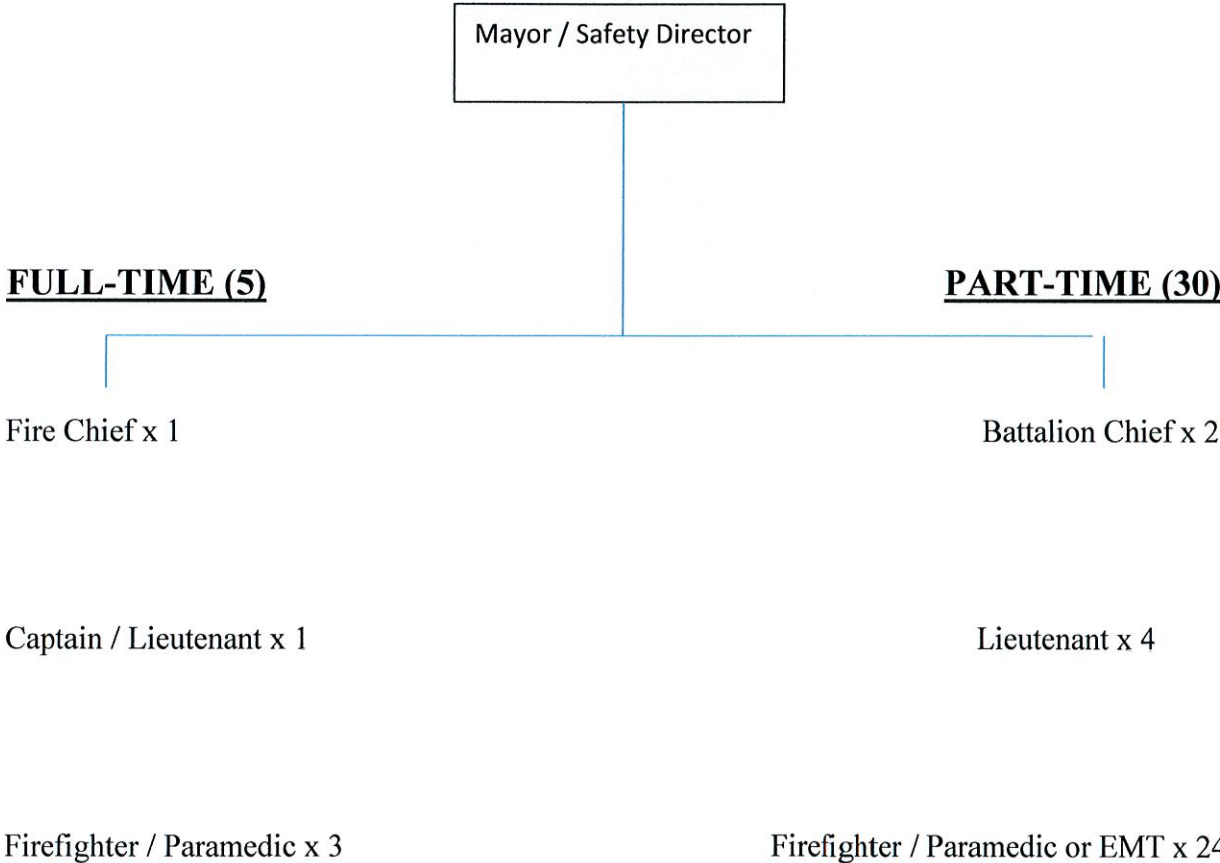 Mayor / Safety Director
FULL-TIME (5)
PART-TIME (30)
Fire Chief x 1
Battalion Chief x 2
Captain / Lieutenant x 1
Lieutenant x 4
Firefighter / Paramedic x 3
Firefighter / Paramedic or EMT x 24